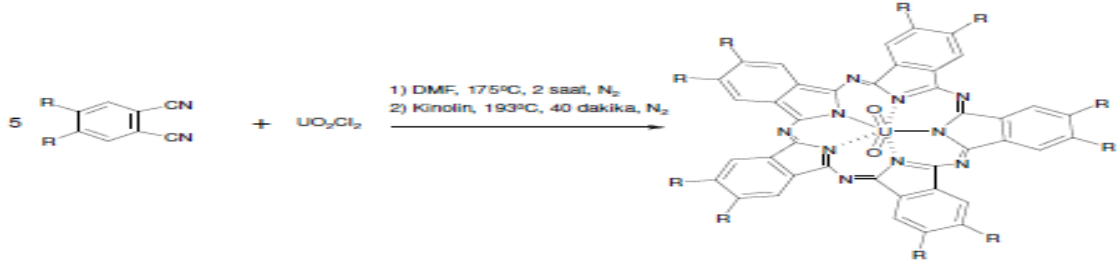 5
R
R
CN
CN
+
UO₂Cl₂
1) DMF, 175ºC, 2 saat, N₂
2) Kinolin, 193ºC, 40 dakika, N₂
R
R
R
R
N
N
N
N
O
U
N
R
R
N
N
O
N
N
N
R
R
R
R